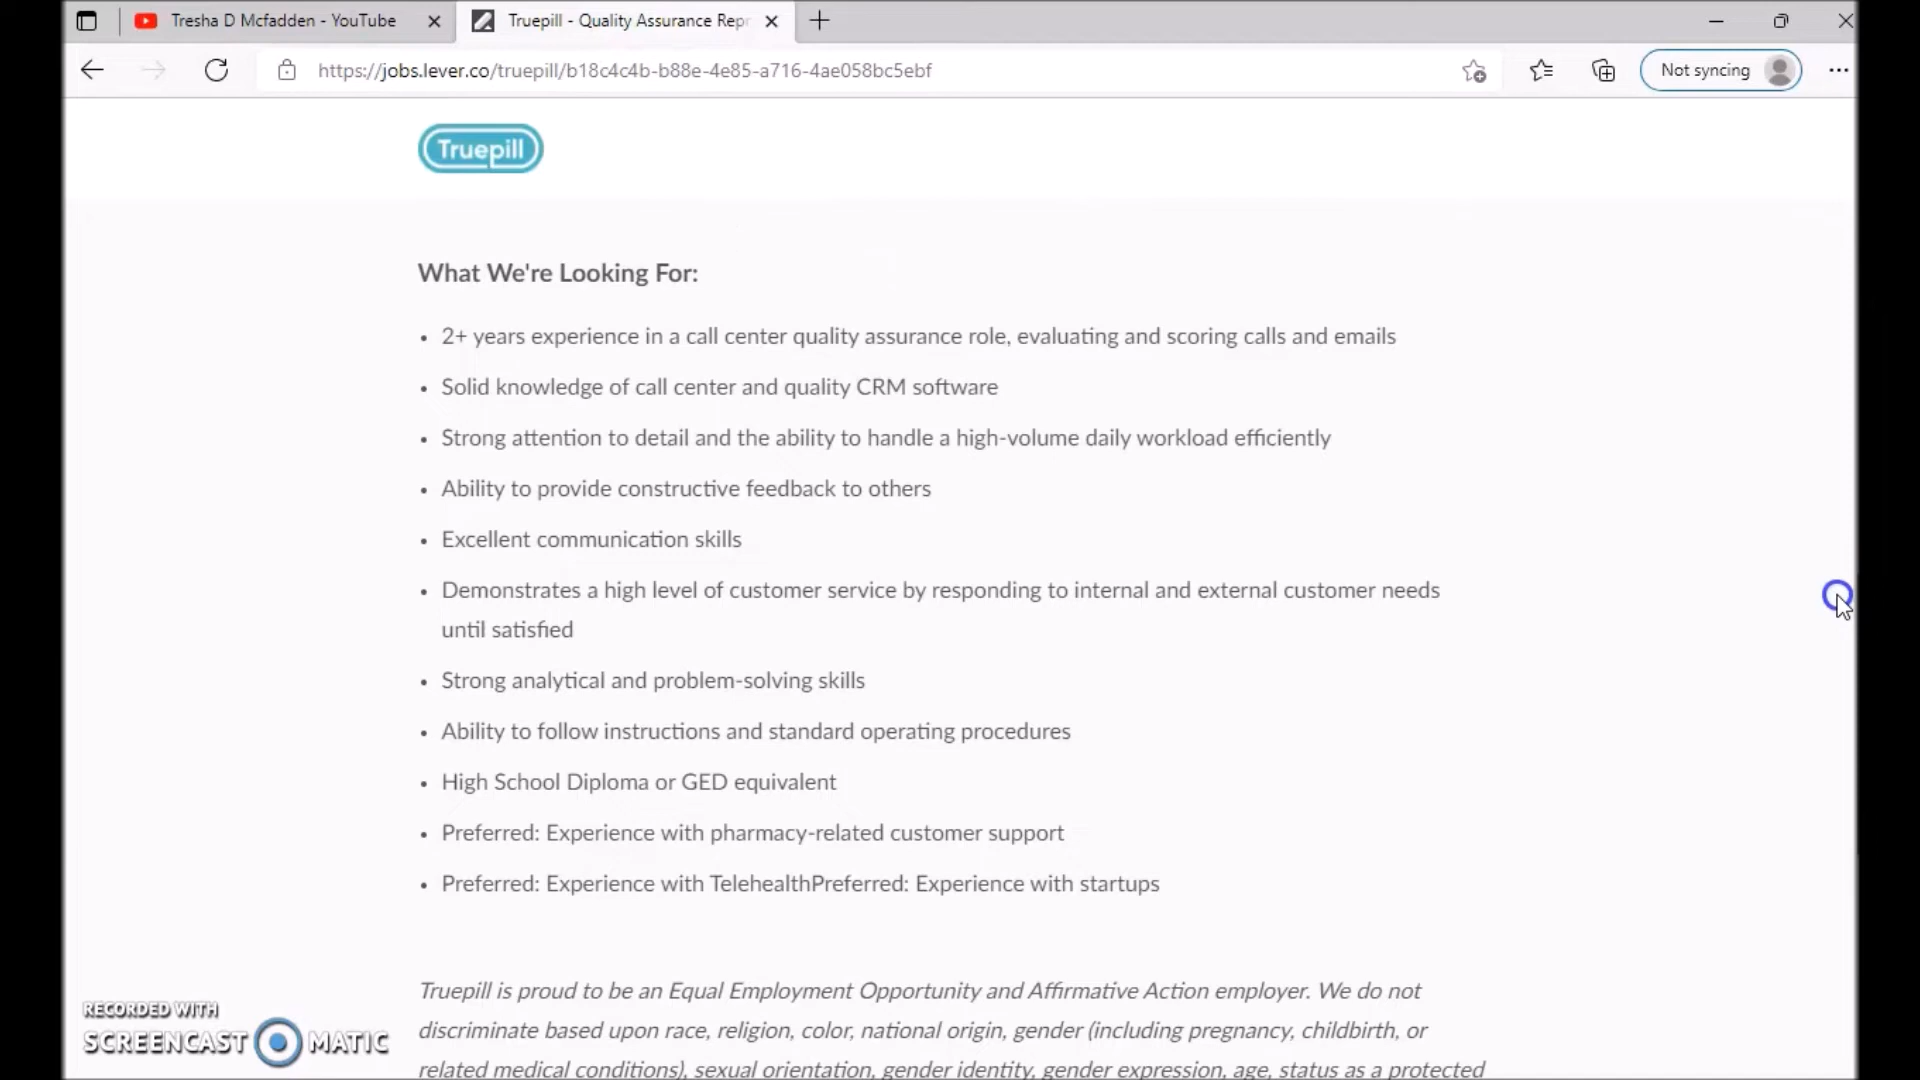 Tresha D Mcfadden - YouTube
Truepill - Quality Assurance Repr
https://jobs.lever.co/truepill/b18c4c4b-b88e-4e85-a716-4ae058bc5ebf
Not syncing
Truepill
What We're Looking For:
• 2+ years experience in a call center quality assurance role, evaluating and scoring calls and emails
• Solid knowledge of call center and quality CRM software
• Strong attention to detail and the ability to handle a high-volume daily workload efficiently
• Ability to provide constructive feedback to others
• Excellent communication skills
• Demonstrates a high level of customer service by responding to internal and external customer needs
until satisfied
• Strong analytical and problem-solving skills
• Ability to follow instructions and standard operating procedures
• High School Diploma or GED equivalent
• Preferred: Experience with pharmacy-related customer support
• Preferred: Experience with TelehealthPreferred: Experience with startups
Truepill is proud to be an Equal Employment Opportunity and Affirmative Action employer. We do not
discriminate based upon race, religion, color, national origin, gender (including pregnancy, childbirth, or
related medical conditions), sexual orientation, gender identity, gender expression, age, status as a protected
RECORDED WITH
SCREENCAST MATIC